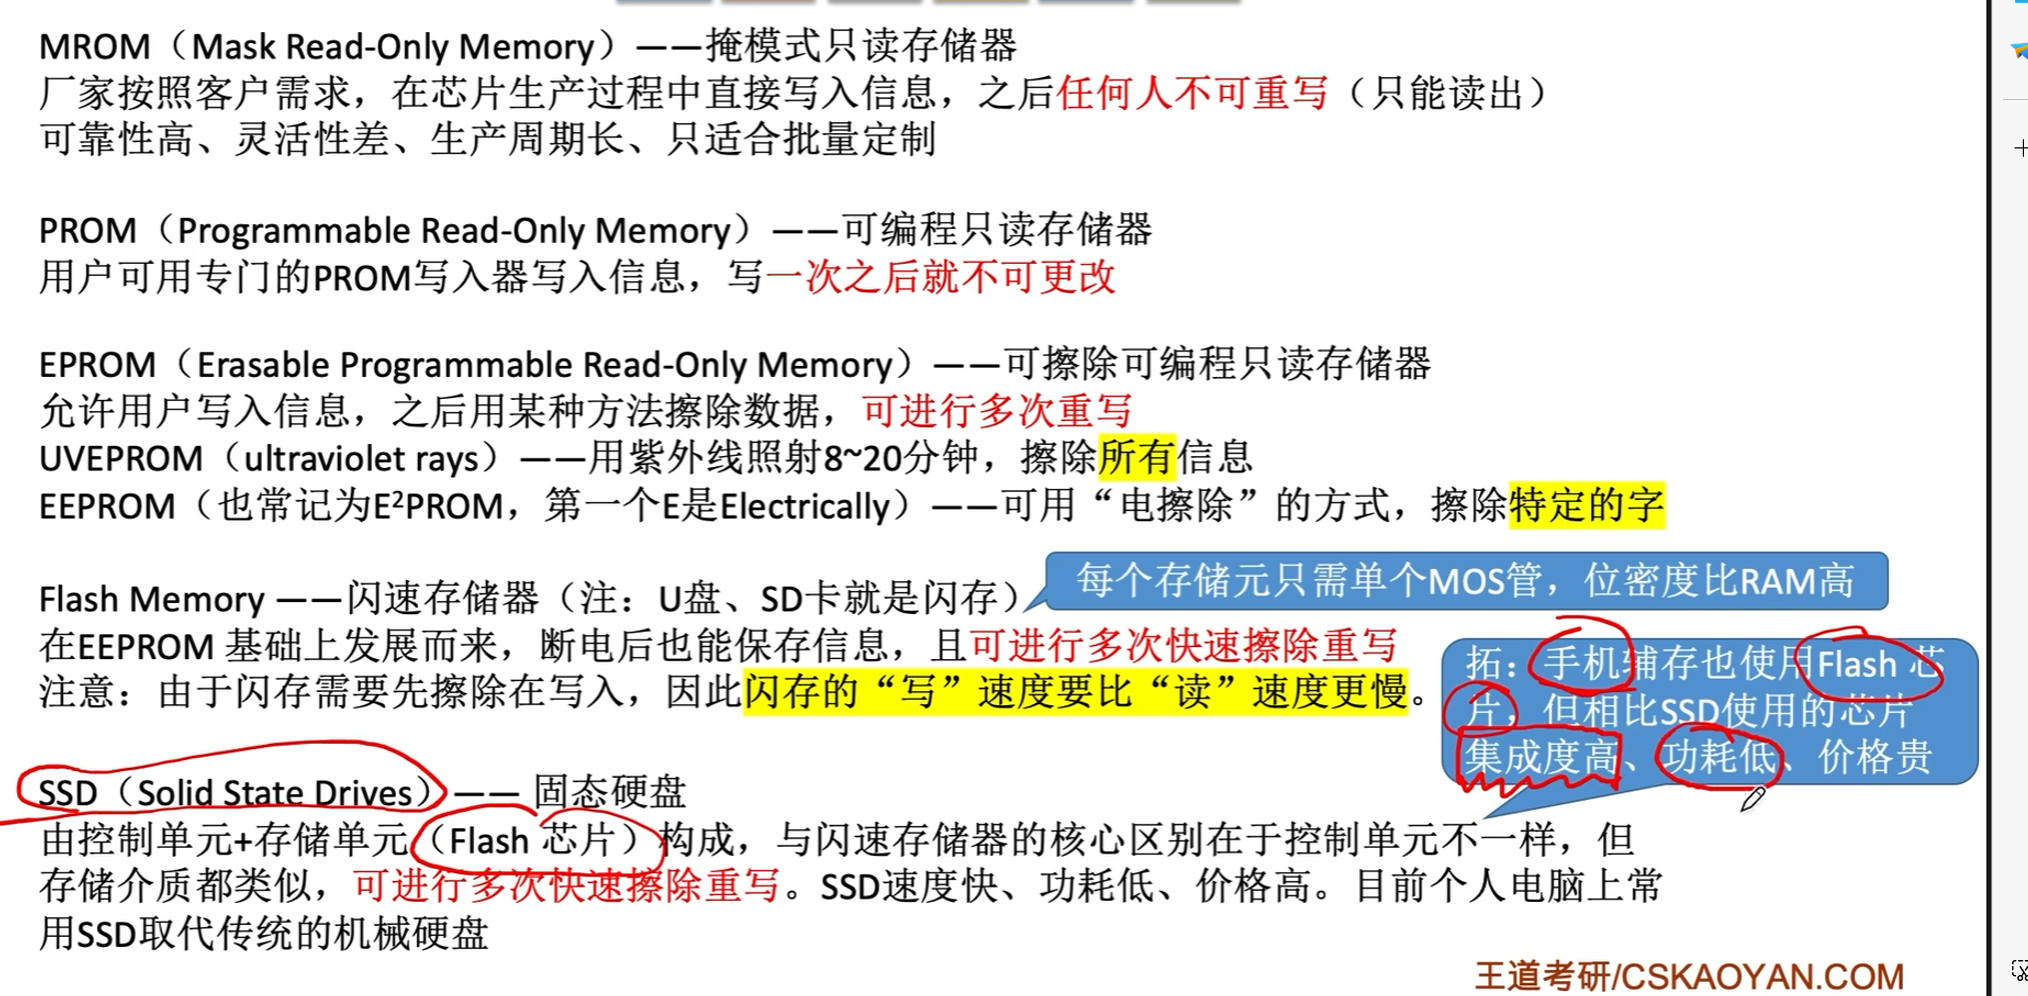 MROM（Mask Read-Only Memory）——掩模式只读存储器
厂家按照客户需求，在芯片生产过程中直接写入信息，之后任何人不可重写（只能读出）
可靠性高、灵活性差、生产周期长、只适合批量定制
PROM（Programmable Read-Only Memory）——可编程只读存储器
用户可用专门的PROM写入器写入信息，写一次之后就不可更改
EPROM（Erasable Programmable Read-Only Memory）——可擦除可编程只读存储器
允许用户写入信息，之后用某种方法擦除数据，可进行多次重写
UVEPROM（ultraviolet rays）——用紫外线照射8~20分钟，擦除所有信息
EEPROM（也常记为E²PROM，第一个E是Electrically）——可用“电擦除”的方式，擦除特定的字
每个存储元只需单个MOS管，位密度比RAM高
Flash Memory ——闪速存储器（注：U盘、SD卡就是闪存）
在EEPROM 基础上发展而来，断电后也能保存信息，且可进行多次快速擦除重写
注意：由于闪存需要先擦除在写入，因此闪存的“写”速度要比“读”速度更慢。
拓：手机辅存也使用Flash 芯
片，但相比SSD使用的芯片
集成度高、功耗低、价格贵
SSD（Solid State Drives）—— 固态硬盘
由控制单元+存储单元（Flash 芯片）构成，与闪速存储器的核心区别在于控制单元不一样，但
存储介质都类似，可进行多次快速擦除重写。SSD速度快、功耗低、价格高。目前个人电脑上常
用SSD取代传统的机械硬盘
王道考研/CSKAOYAN.COM